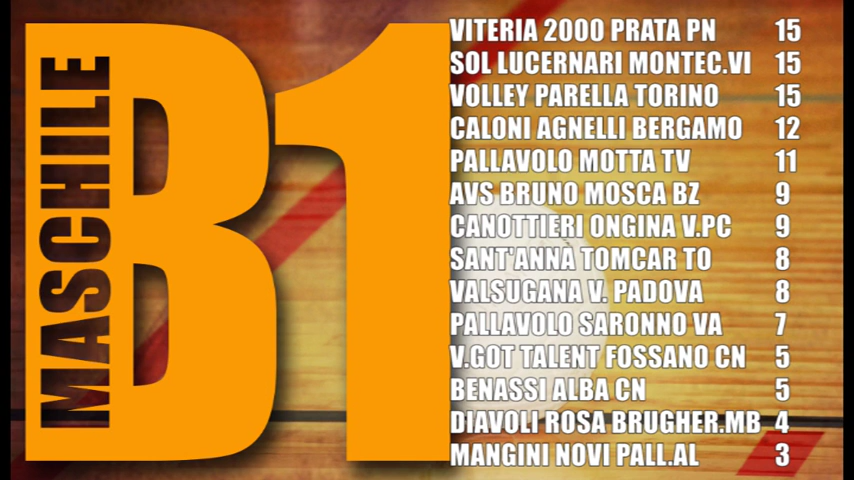 MASCHILE
B1
VITERIA 2000 PRATA PN 15
SOL LUCERNARI MONTEC.VI 15
VOLLEY PARELLA TORINO 15
CALONI AGNELLI BERGAMO 12
PALLAVOLO MOTTA TV 11
AVS BRUNO MOSCA BZ 9
CANOTTIERI ONGINA V.PC 9
SANT'ANNA TOMCAR TO 8
VALSUGANA V. PADOVA 8
PALLAVOLO SARONNO VA 7
V.GOT TALENT FOSSANO CN 5
BENASSI ALBA CN 5
DIAVOLI ROSA BRUGHER.MB 4
MANGINI NOVI PALL.AL 3